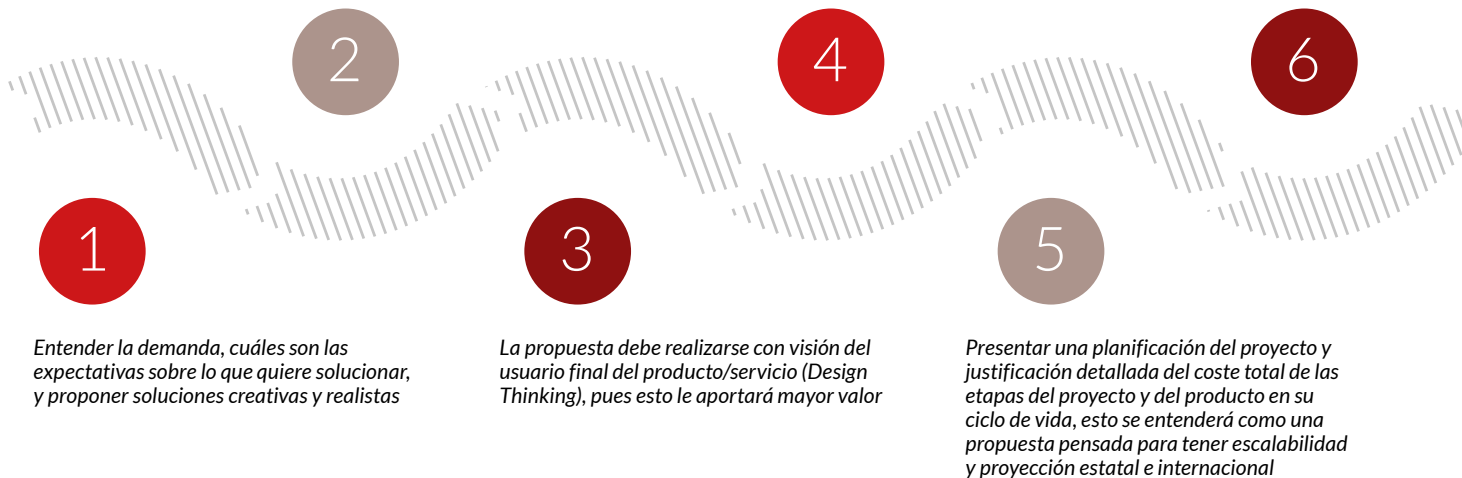 2
4
6
1
3
5
Entender la demanda, cuáles son las
expectativas sobre lo que quiere solucionar,
y proponer soluciones creativas y realistas
La propuesta debe realizarse con visión del
usuario final del producto/servicio (Design
Thinking), pues esto le aportará mayor valor
Presentar una planificación del proyecto y
justificación detallada del coste total de las
etapas del proyecto y del producto en su
ciclo de vida, esto se entenderá como una
propuesta pensada para tener escalabilidad
y proyección estatal e internacional